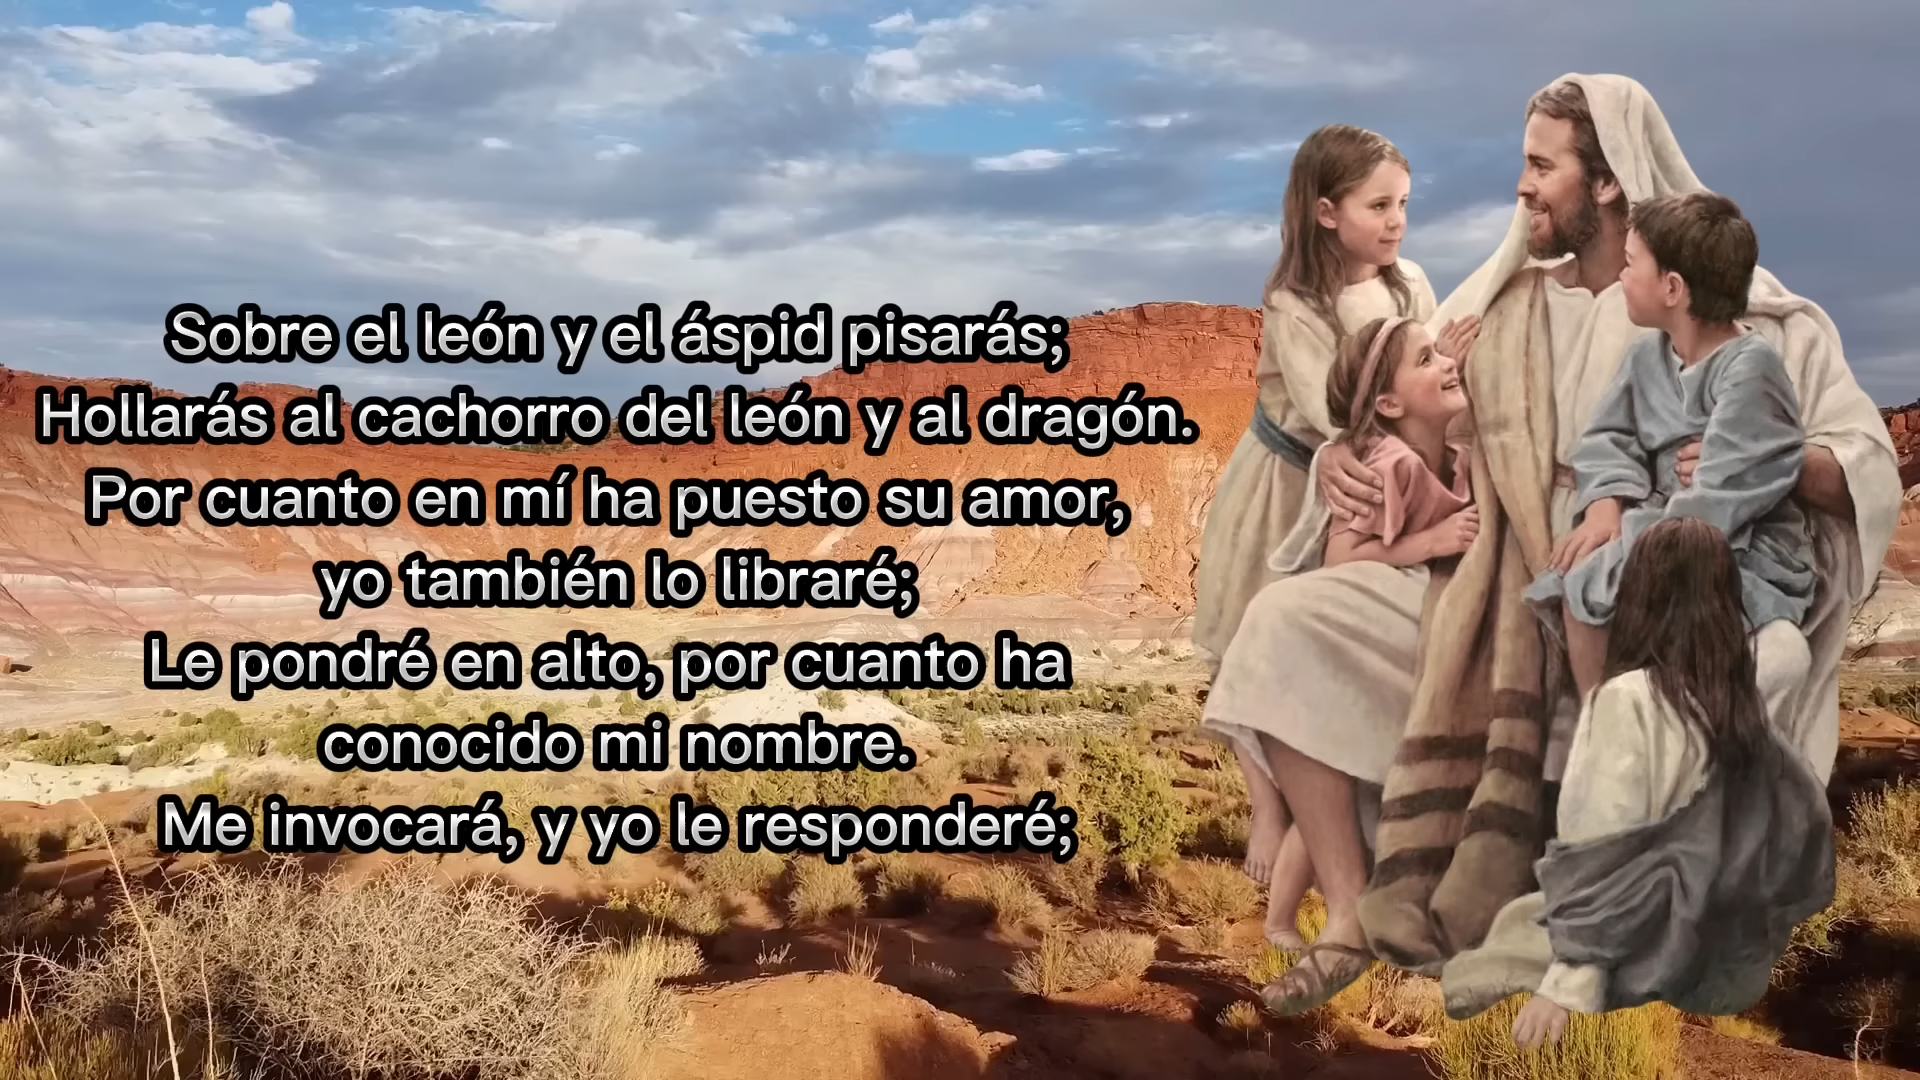 Sobre el león y el áspid pisarás;
Hollarás al cachorro del león y al dragón.
Por cuanto en mí ha puesto su amor,
yo también lo libraré;
Le pondré en alto, por cuanto ha
conocido mi nombre.
Me invocará, y yo le responderé;